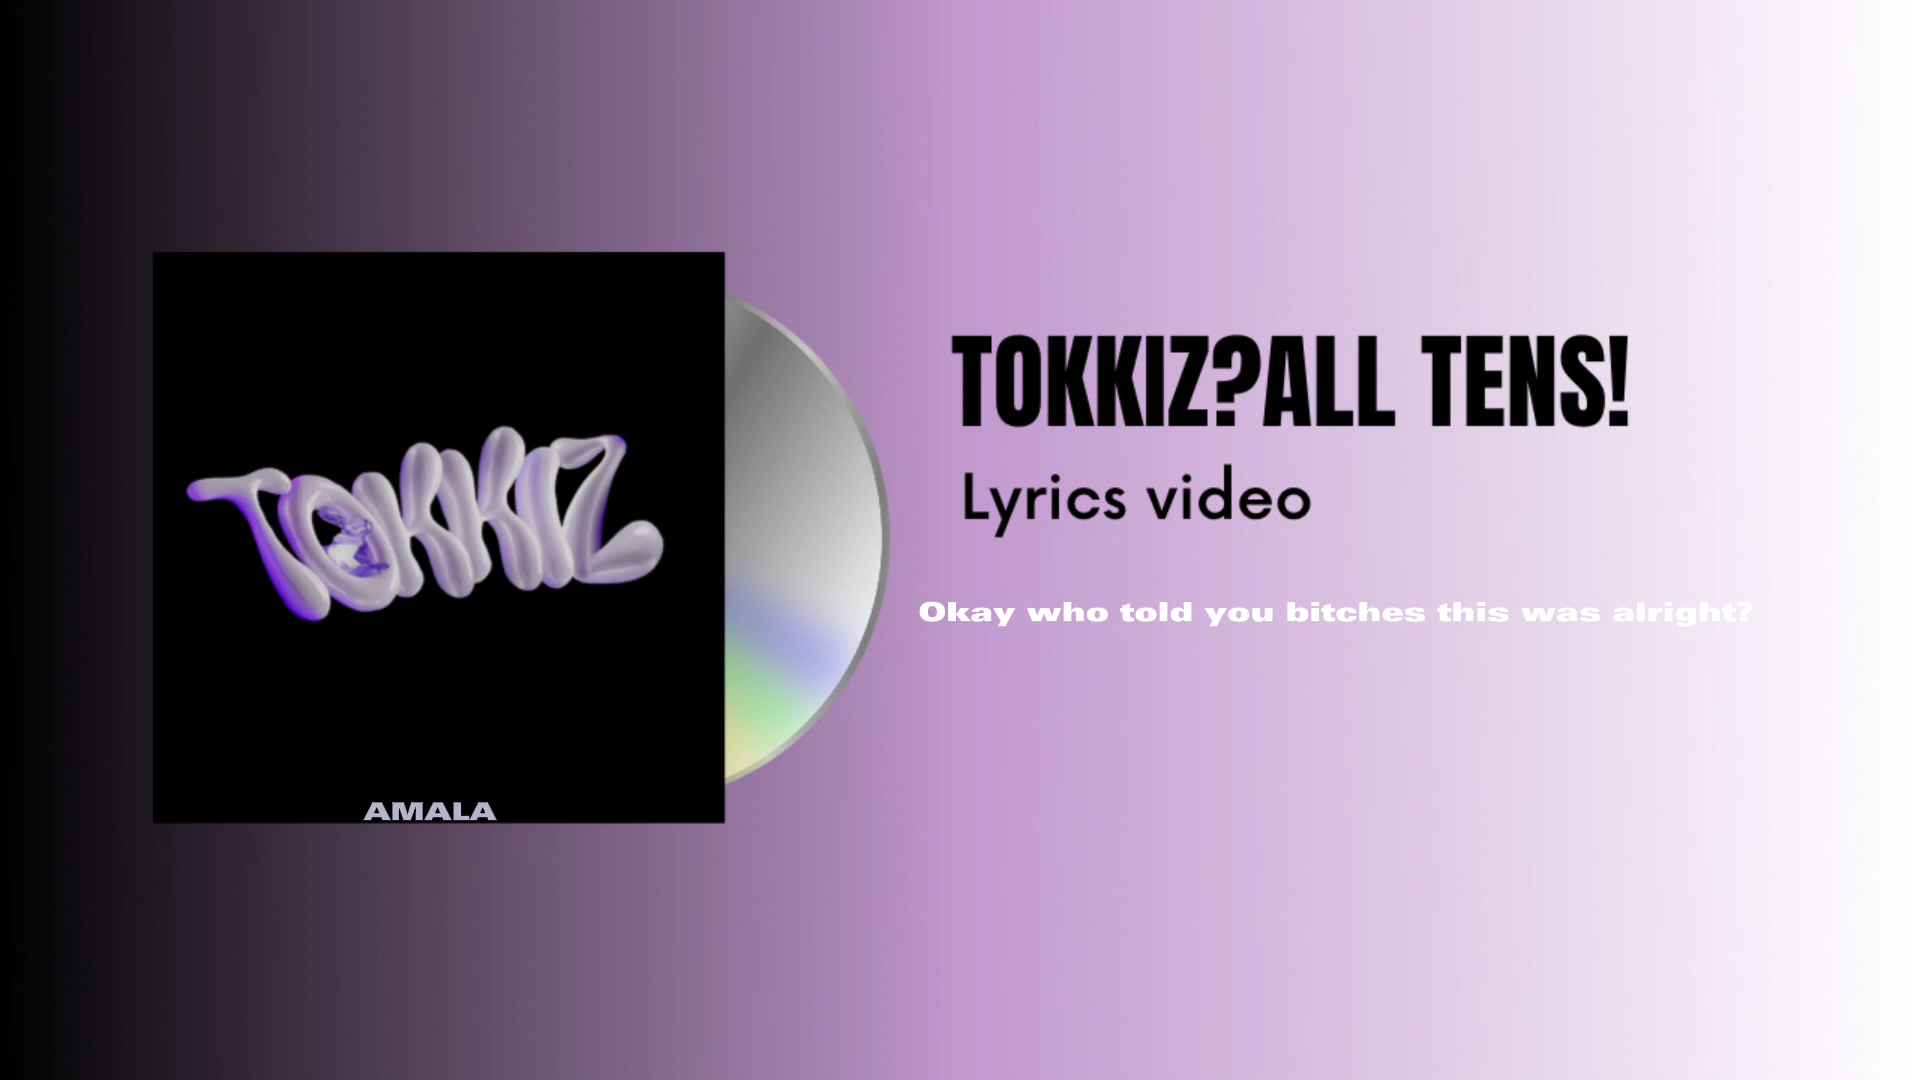 TOKKIZ
AMALA
TOKKIZ?ALL TENS!
Lyrics video
Okay who told you bitches this was alright?